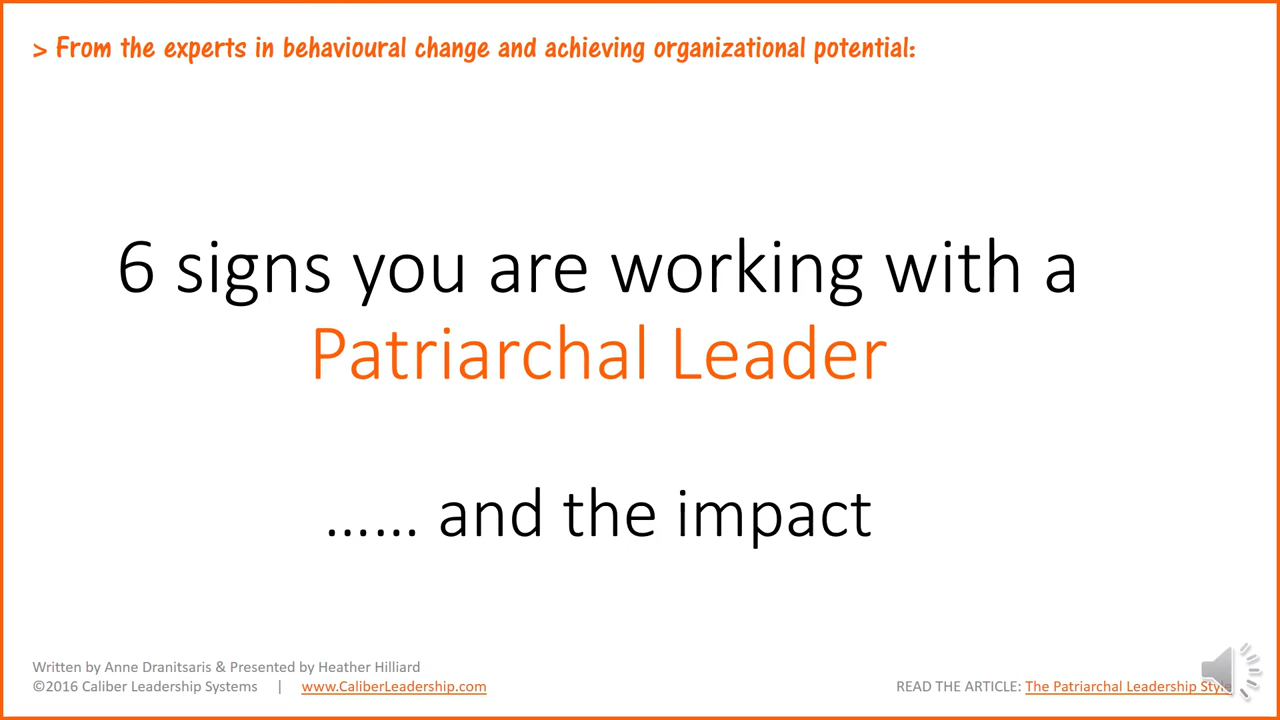 > From the experts in behavioural change and achieving organizational potential:
6 signs you are working with a
Patriarchal Leader
…… and the impact
Written by Anne Dranitsaris & Presented by Heather Hilliard
©2016 Caliber Leadership Systems | www.CaliberLeadership.com
READ THE ARTICLE: The Patriarchal Leadership Style